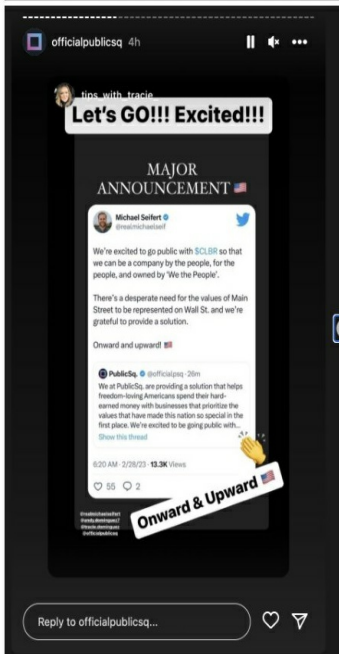 officialpublicsq 4h
tips_with_tracie
Let's GO!!! Excited!!!
MAJOR
ANNOUNCEMENT 🇺🇸
Michael Seifert
@realmichaelseif
We're excited to go public with $CLBR so that
we can be a company by the people, for the
people, and owned by 'We the People'.
There's a desperate need for the values of Main
Street to be represented on Wall St. and we're
grateful to provide a solution.
Onward and upward! 🇺🇸
PublicSq. @officialpsq · 26m
We at PublicSq. are providing a solution that helps
freedom-loving Americans spend their hard-
earned money with businesses that prioritize the
values that have made this nation so special in the
first place. We're excited to be going public with...
Show this thread
6:20 AM · 2/28/23 · 13.3K Views
55 2
Onward & Upward 🇺🇸
@realmichaelseifert
@officialpublicsq
Reply to officialpublicsq...